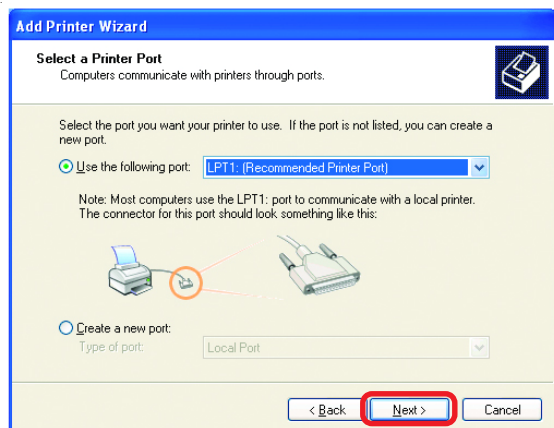 Add Printer Wizard
Select a Printer Port
Computers communicate with printers through ports.
Select the port you want your printer to use. If the port is not listed, you can create a
new port.
Use the following port: LPT1: (Recommended Printer Port)
Note: Most computers use the LPT1: port to communicate with a local printer.
The connector for this port should look something like this:
Create a new port:
Type of port: Local Port
< Back Next > Cancel